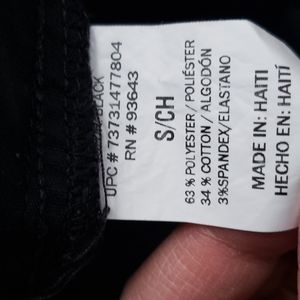 BLACK
UPC # 73731477804
RN # 93643
S/CH
63 % POLYESTER / POLIÉSTER
34 % COTTON / ALGODÓN
3%SPANDEX/ELASTANO
MADE IN: HAITI
HECHO EN: HAITI